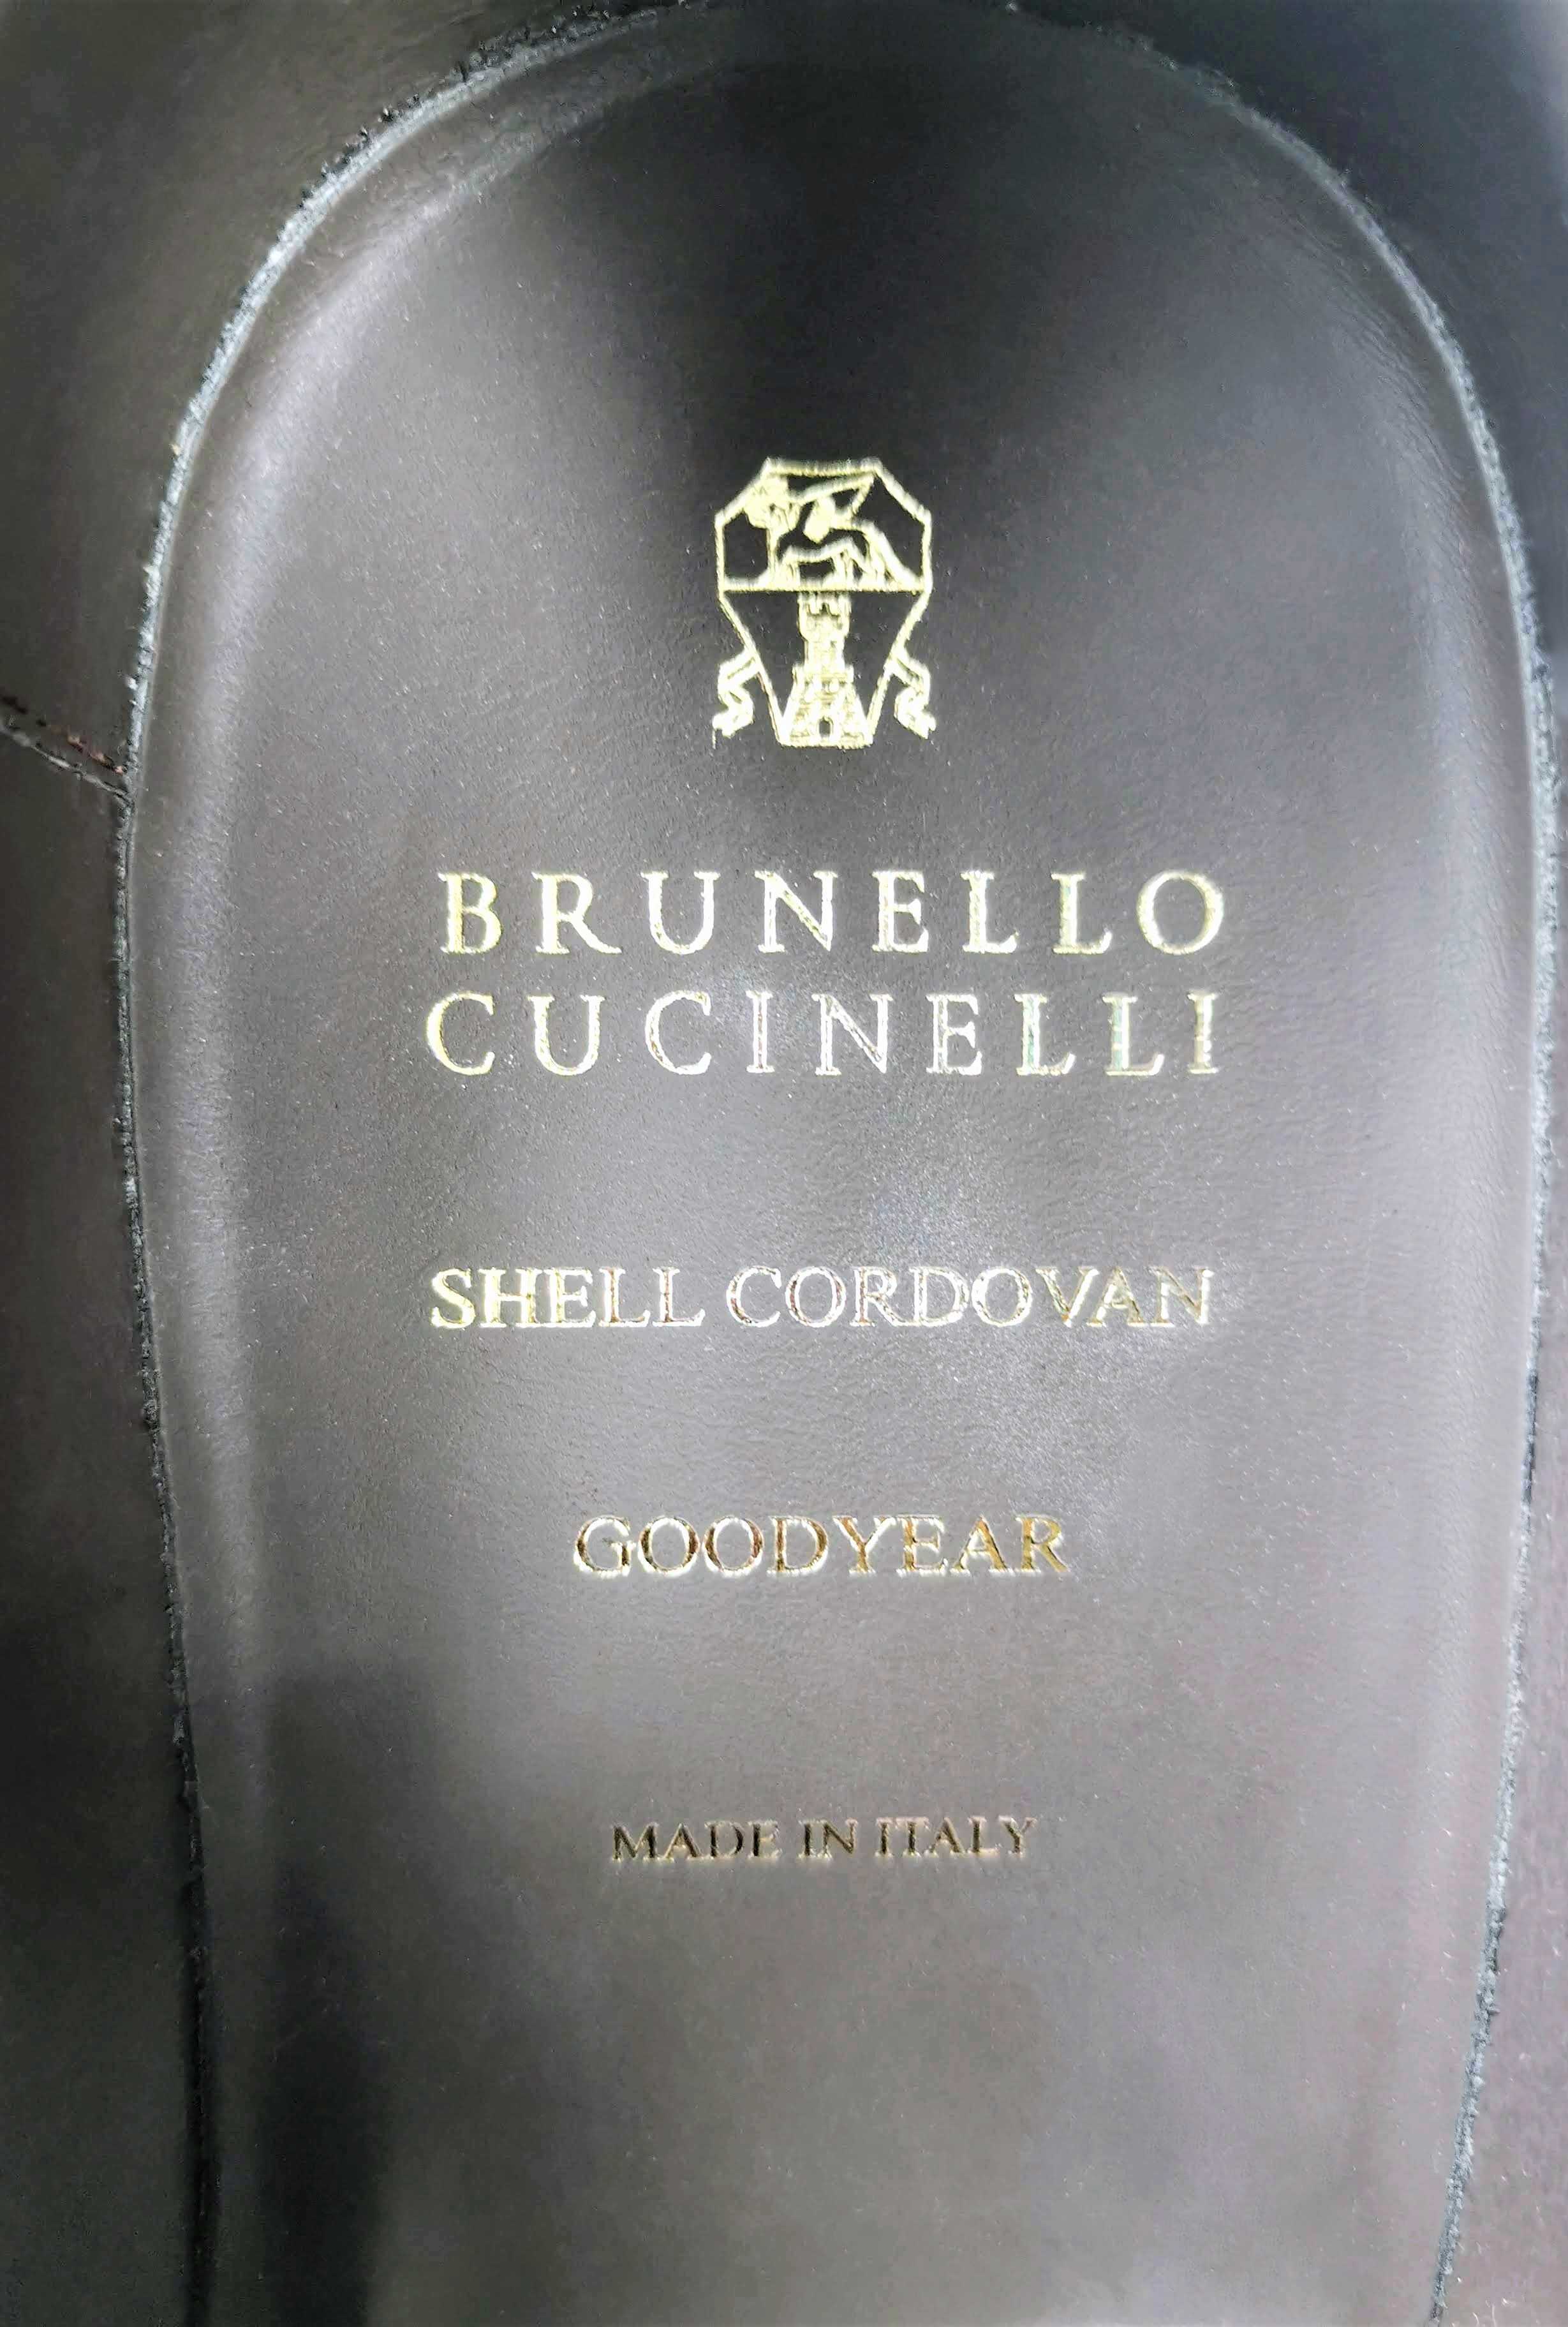 BRUNELLO
CUCINELLI
SHELL CORDOVAN
GOODYEAR
MADE IN ITALY